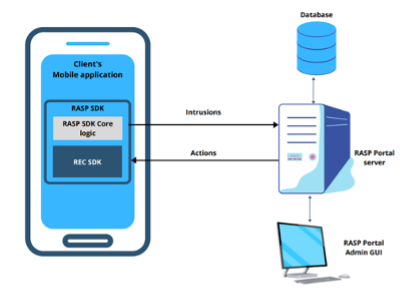 Database
Client's
Mobile application
RASP SDK
RASP SDK Core
logic
REC SDK
Intrusions
Actions
RASP Portal
server
RASP Portal
Admin GUI